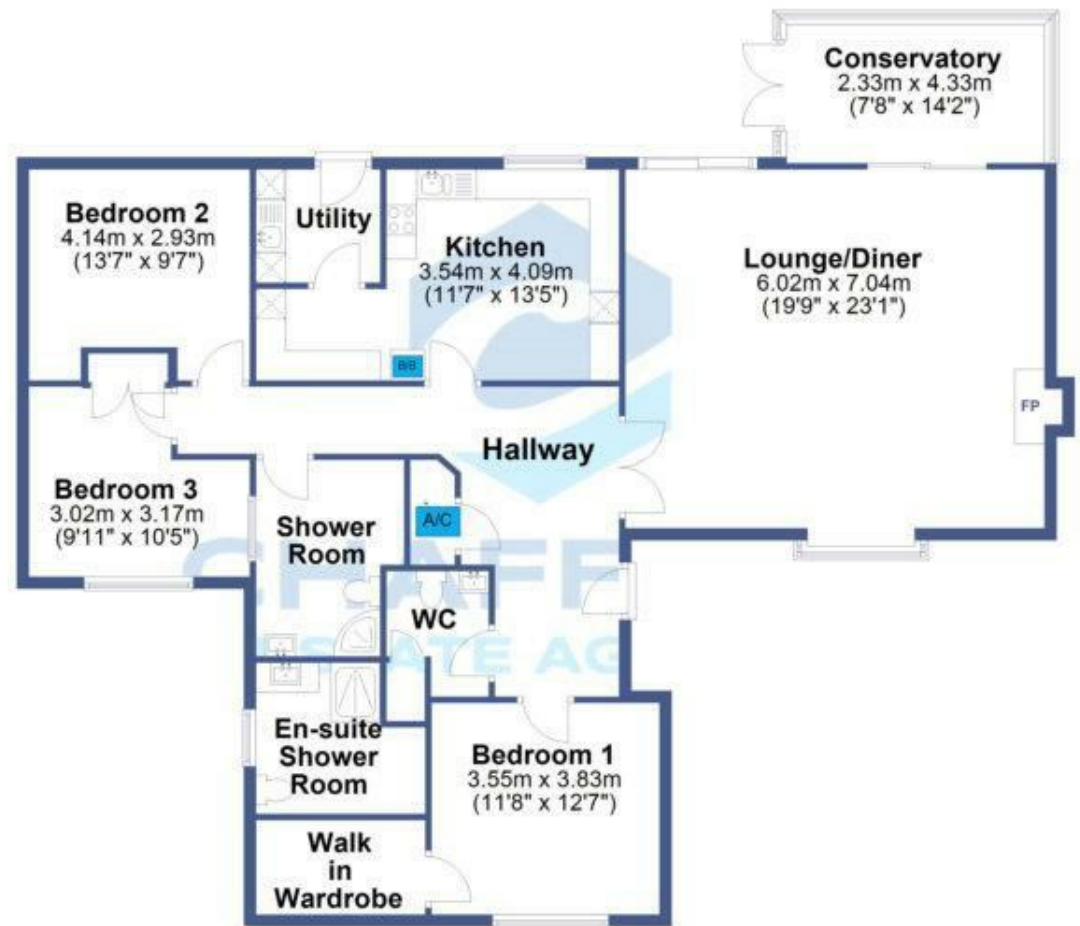 Conservatory
2.33m x 4.33m
(7'8" x 14'2")
Bedroom 2
4.14m x 2.93m
(13'7" x 9'7")
Utility
Kitchen
3.54m x 4.09m
(11'7" x 13'5")
B/B
Lounge/Diner
6.02m x 7.04m
(19'9" x 23'1")
FP
Hallway
Bedroom 3
3.02m x 3.17m
(9'11" x 10'5")
Shower
Room
A/C
WC
En-suite
Shower
Room
Bedroom 1
3.55m x 3.83m
(11'8" x 12'7")
Walk
in
Wardrobe